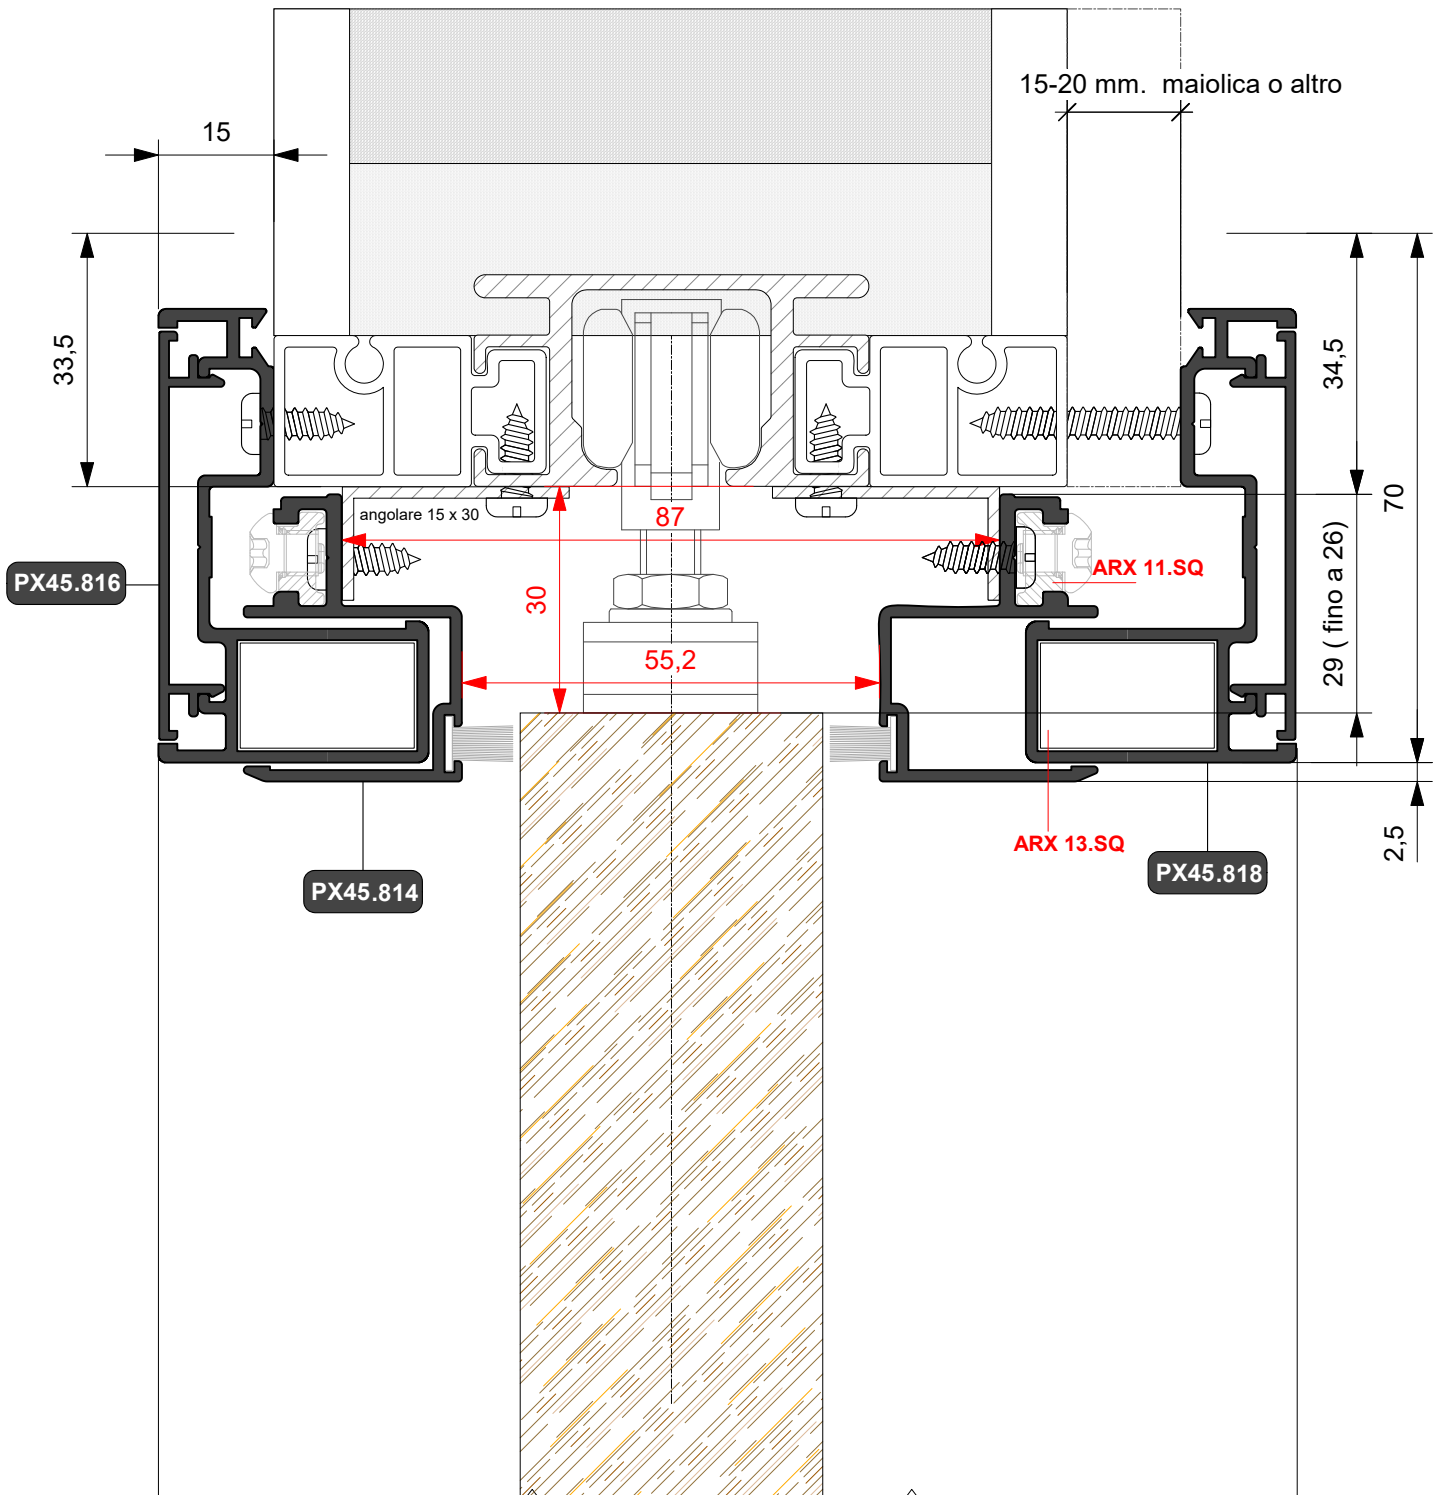 15-20 mm. maiolica o altro
15
33,5
34,5
70
angolare 15 x 30
87
ARX 11.SQ
PX45.816
30
29 ( fino a 26)
55,2
ARX 13.SQ
2,5
PX45.814
PX45.818